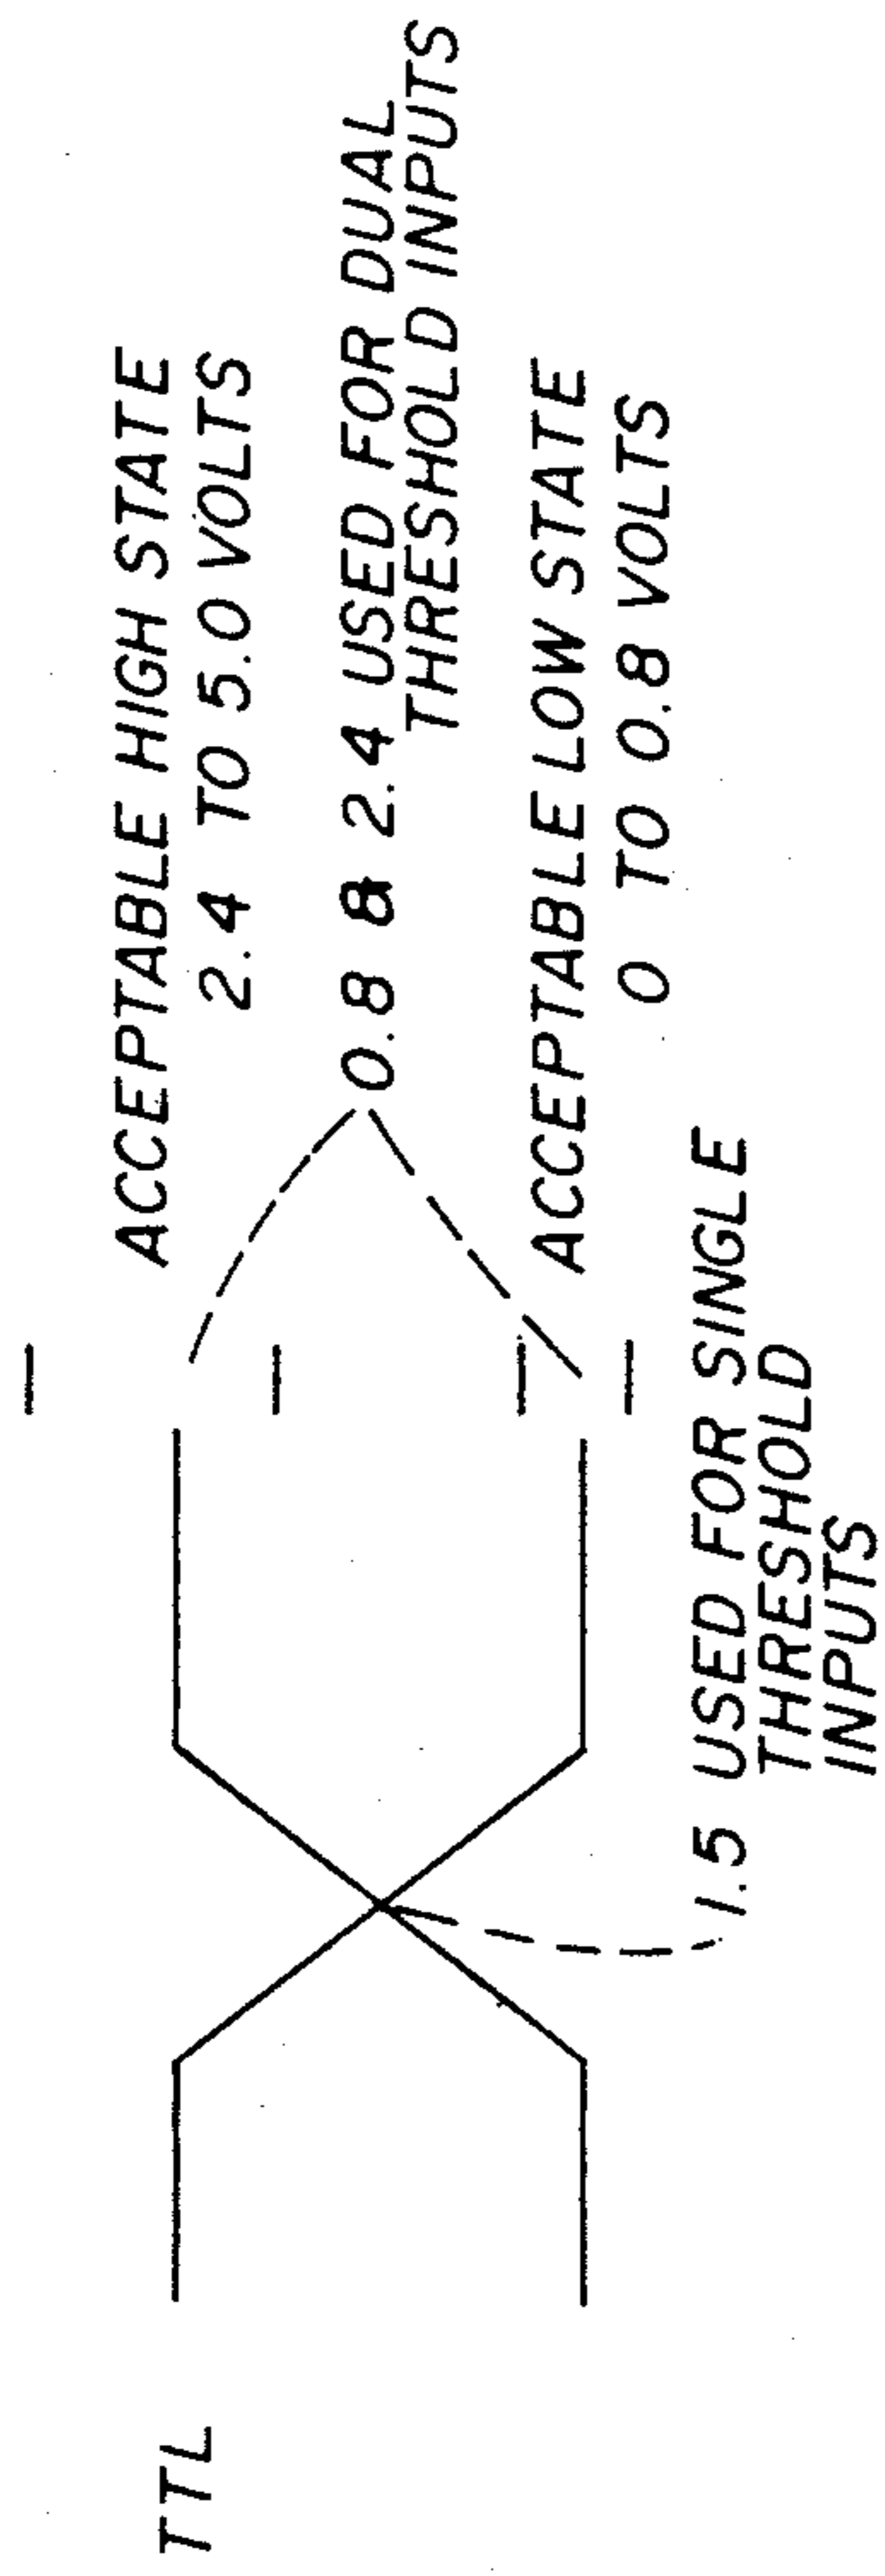 TTL
ACCEPTABLE HIGH STATE
2.4 TO 5.0 VOLTS
0.8 & 2.4 USED FOR DUAL
THRESHOLD INPUTS
ACCEPTABLE LOW STATE
0 TO 0.8 VOLTS
1.5 USED FOR SINGLE
THRESHOLD
INPUTS